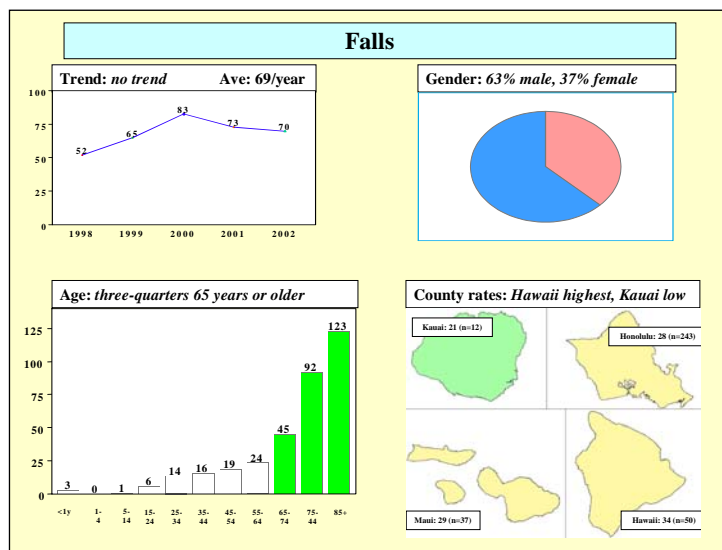 Falls
Trend: no trend Ave: 69/year
100
75
50
25
0
52
65
83
73
70
1998 1999 2000 2001 2002
Gender: 63% male, 37% female
Age: three-quarters 65 years or older
125
100
75
50
25
0
3
0
1
6
14
16
19
24
45
92
123
<1y 1-4 5-14 15-24 25-34 35-44 45-54 55-64 65-74 75-44 85+
County rates: Hawaii highest, Kauai low
Kauai: 21 (n=12)
Honolulu: 28 (n=243)
Maui: 29 (n=37)
Hawaii: 34 (n=50)